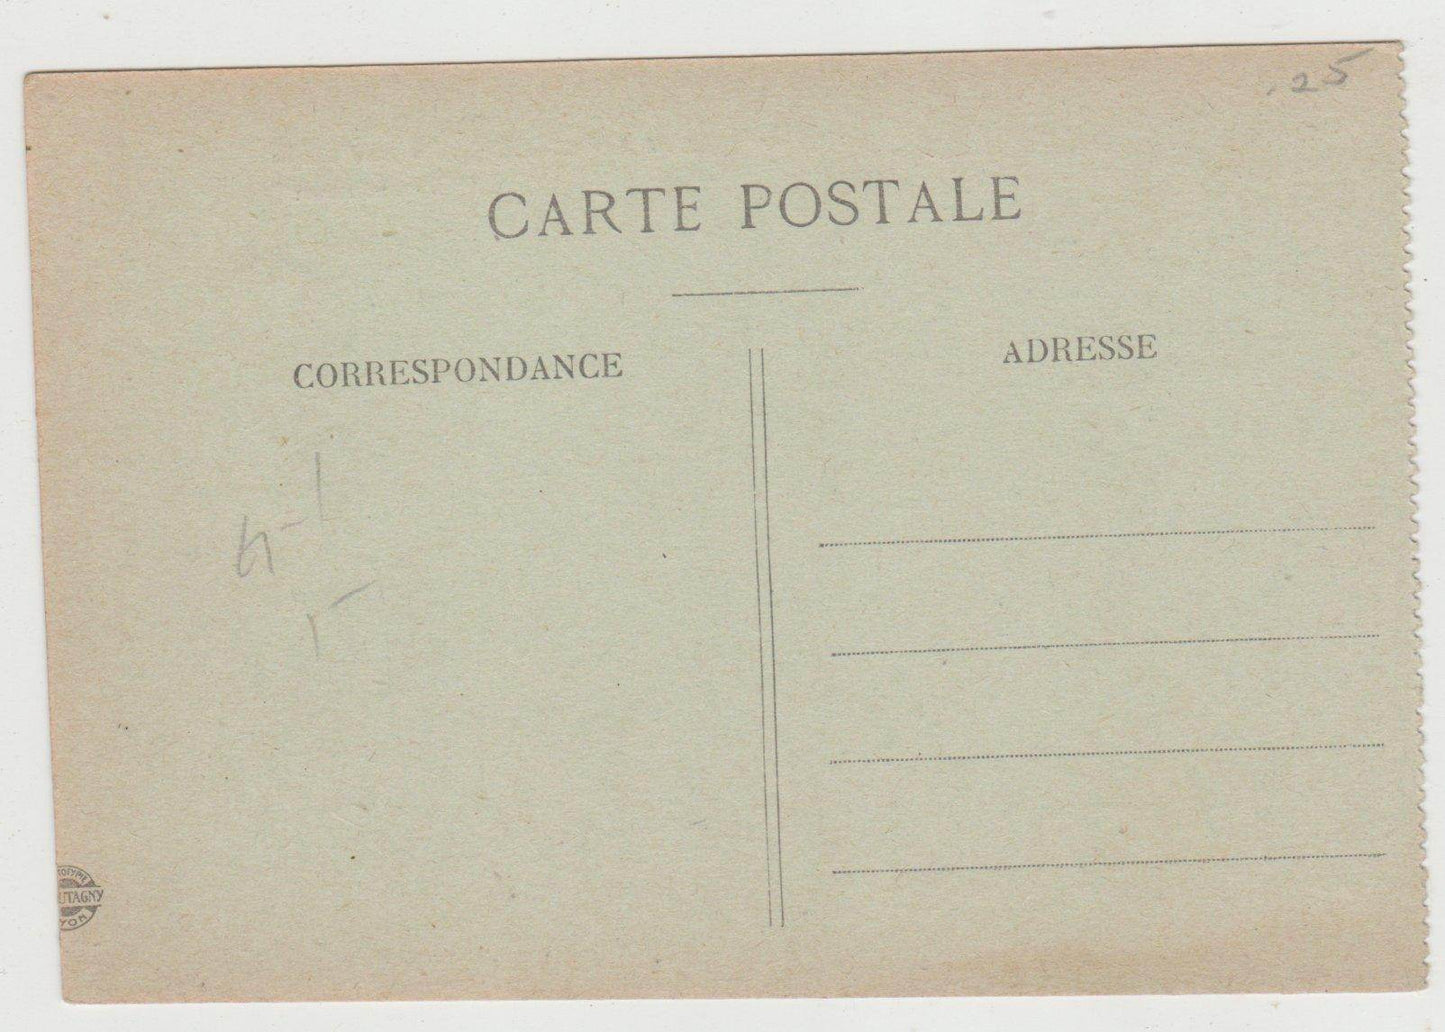 .25
CARTE POSTALE
CORRESPONDANCE
ADRESSE